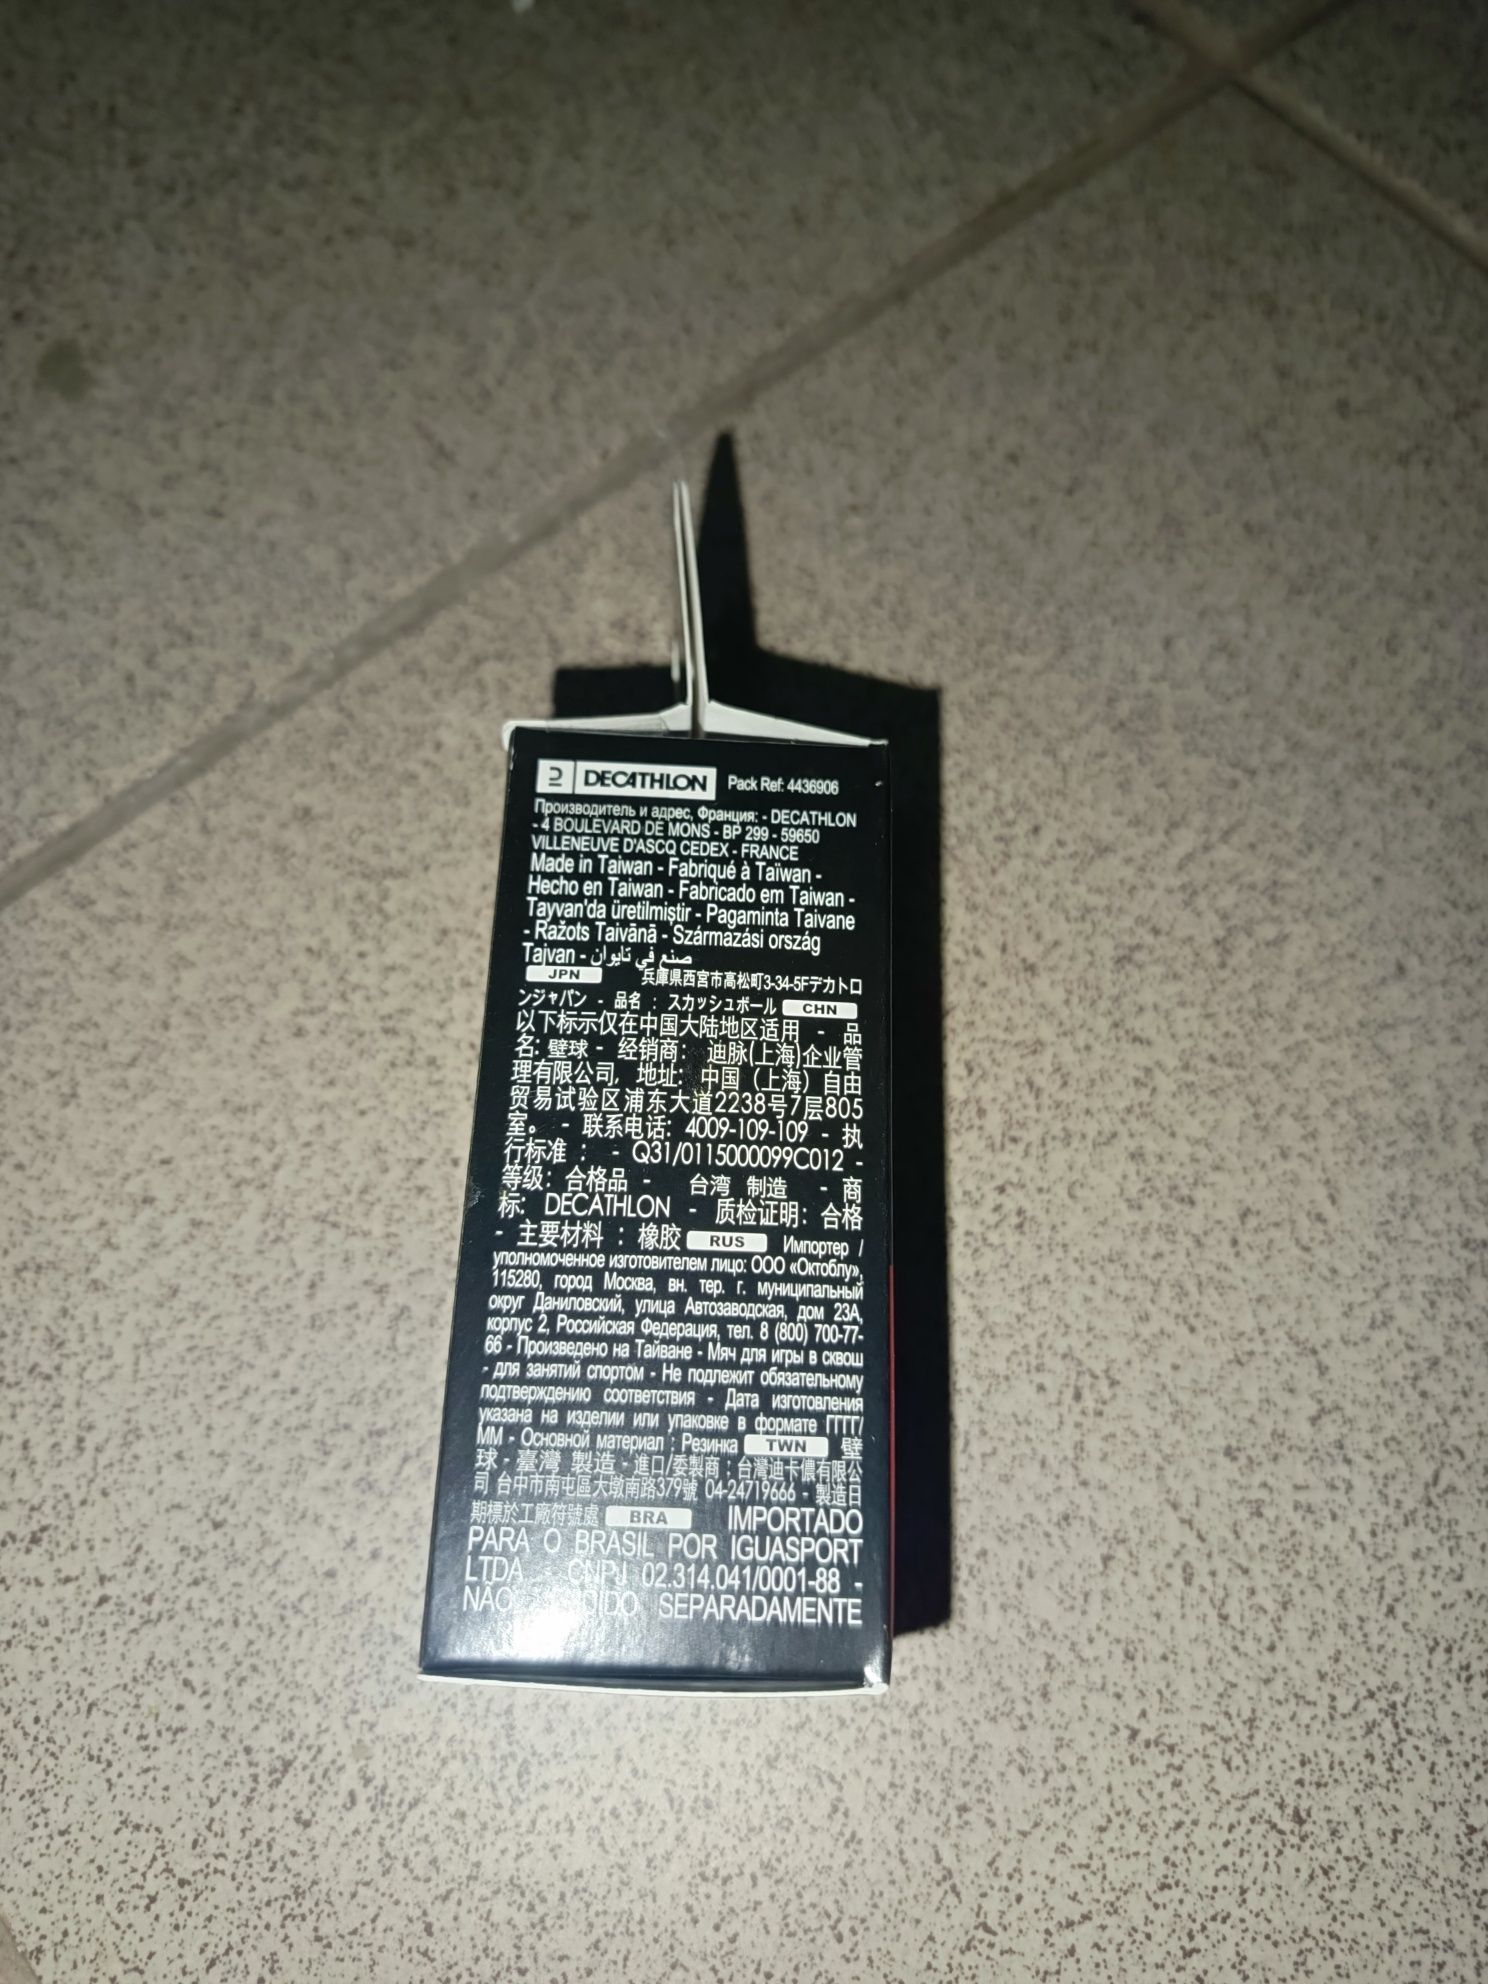 DECATHLON Pack Ref: 4436906
Производитель и адрес, Франция: - DECATHLON
- 4 BOULEVARD DE MONS - BP 299 - 59650
VILLENEUVE D'ASCQ CEDEX - FRANCE
Made in Taiwan - Fabriqué à Taïwan -
Hecho en Taiwan - Fabricado em Taiwan -
Tayvan'da üretilmiştir - Pagaminta Taivane
- Ražots Taivānā - Származási ország
Tajvan - صنع في تايوان
JPN 兵庫県西宮市高松町3-34-5Fデカトロ
ンジャパン - 品名 : スカッシュボール CHN
以下标示仅在中国大陆地区适用 - 品
名: 壁球 - 经销商: 迪脉(上海)企业管
理有限公司, 地址: 中国 (上海) 自由
贸易试验区浦东大道2238号7层805
室。 - 联系电话: 4009-109-109 - 执
行标准 : - Q31/0115000099C012 -
等级: 合格品 - 台湾 制造 - 商
标: DECATHLON - 质检证明: 合格
- 主要材料 : 橡胶 RUS Импортер /
уполномоченное изготовителем лицо: ООО «Октоблу»,
115280, город Москва, вн. тер. г. муниципальный
округ Даниловский, улица Автозаводская, дом 23А,
корпус 2, Российская Федерация, тел. 8 (800) 700-77-
66 - Произведено на Тайване - Мяч для игры в сквош
- для занятий спортом - Не подлежит обязательному
подтверждению соответствия - Дата изготовления
указана на изделии или упаковке в формате ГГГГ/
ММ - Основной материал : Резинка TWN 壁
球 - 臺灣 製造 - 進口/委製商 : 台灣迪卡儂有限公
司 台中市南屯區大墩南路379號 04-24719666 - 製造日
期標於工廠符號處 BRA IMPORTADO
PARA O BRASIL POR IGUASPORT
LTDA - CNPJ 02.314.041/0001-88 -
NÃO SEPARADAMENTE